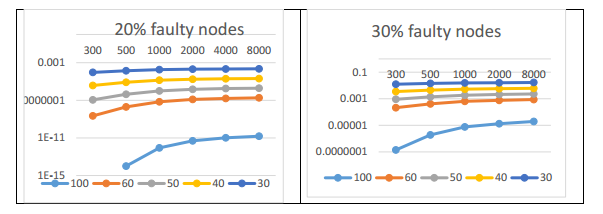 20% faulty nodes
300 500 1000 2000 4000 8000
0.001
0000001
1E-11
1E-15
100 60 50 40 30
30% faulty nodes
300 500 1000 2000 8000
0.1
0.001
0.00001
0.0000001
100 60 50 40 30